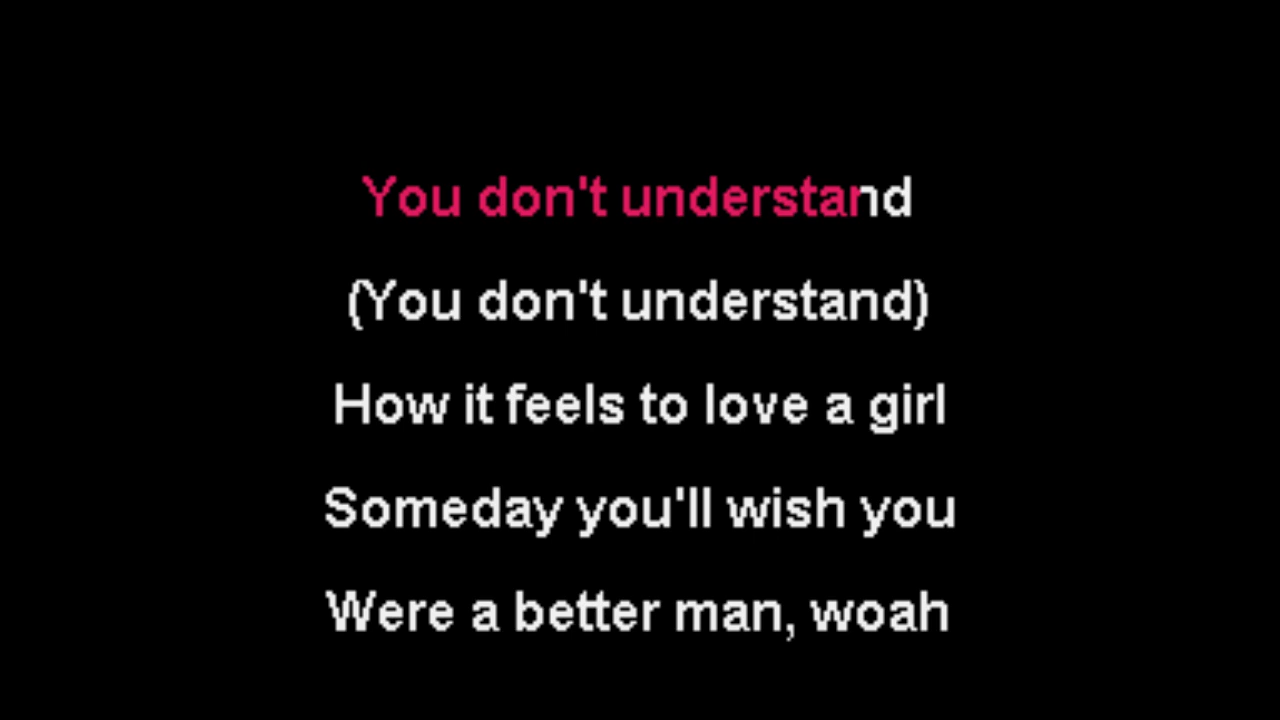 You don't understand
(You don't understand)
How it feels to love a girl
Someday you'll wish you
Were a better man, woah